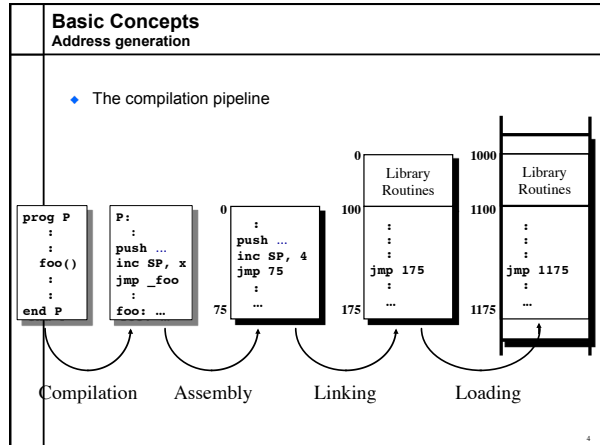 Basic Concepts
Address generation
◆ The compilation pipeline
prog P
:
:
foo()
:
:
end P
P:
:
push ...
inc SP, x
jmp _foo
:
foo: ...
0
75
:
push ...
inc SP, 4
jmp 75
:
...
0
100
175
Library
Routines
:
:
:
jmp 175
:
...
1000
1100
1175
Library
Routines
:
:
:
jmp 1175
:
...
Compilation
Assembly
Linking
Loading
4